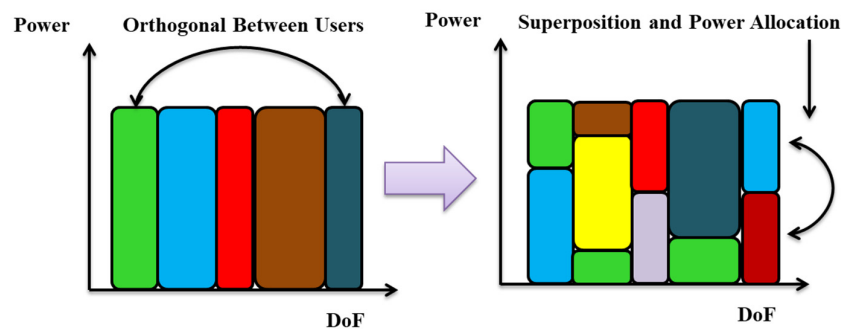 Power
Orthogonal Between Users
DoF
Power
Superposition and Power Allocation
DoF